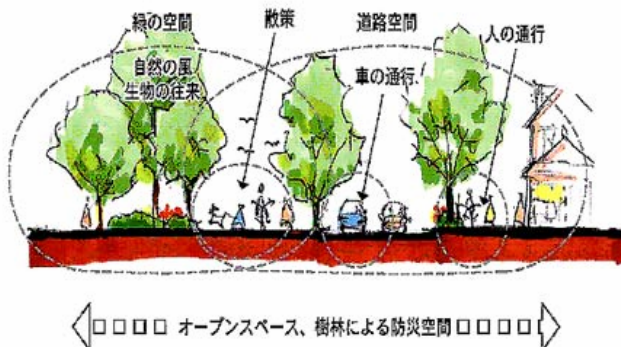 緑の空間
散策
道路空間
人の通行
自然の風
生物の往来
車の通行
オープンスペース、樹林による防災空間